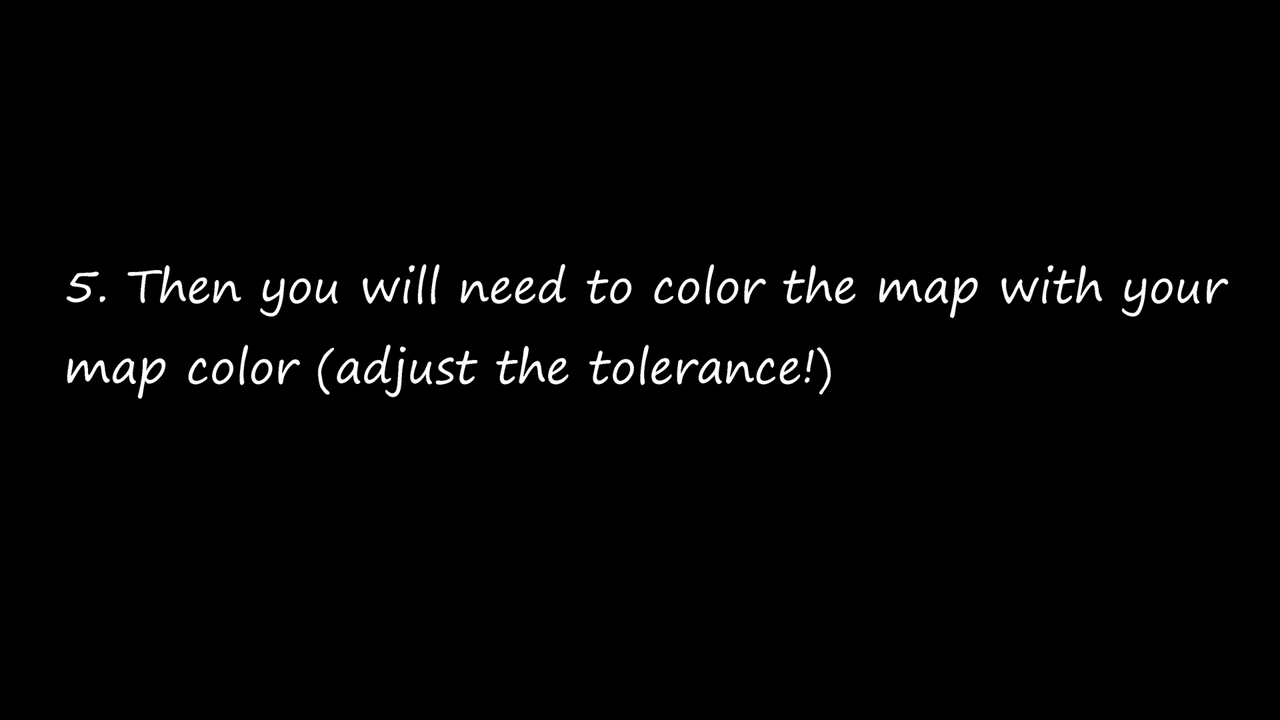 5. Then you will need to color the map with your
map color (adjust the tolerance!)